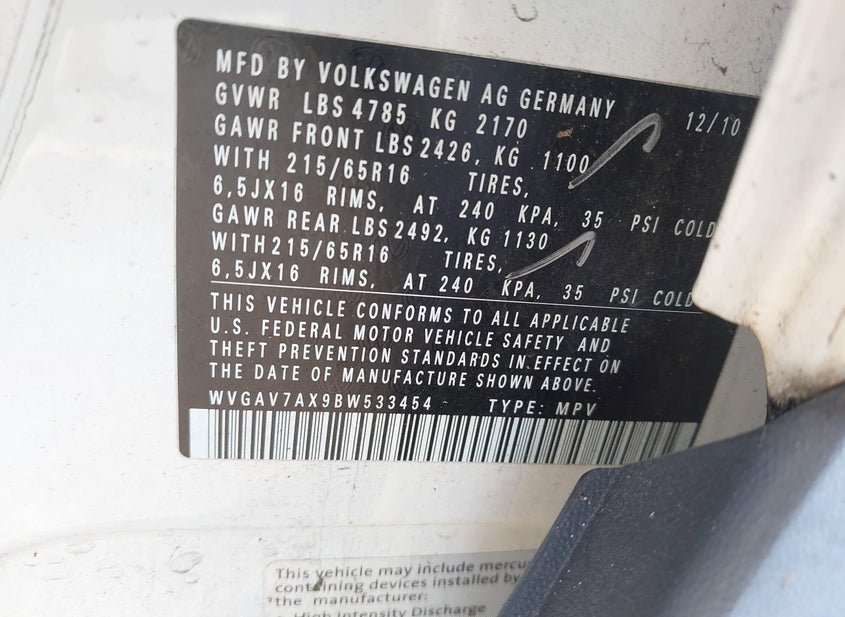 MFD BY VOLKSWAGEN AG GERMANY 12/10
GVWR LBS 4785 KG 2170
GAWR FRONT LBS 2426, KG 1100
WITH 215/65R16 TIRES,
6,5JX16 RIMS, AT 240 KPA, 35 PSI COLD
GAWR REAR LBS 2492, KG 1130
WITH 215/65R16 TIRES,
6,5JX16 RIMS, AT 240 KPA, 35 PSI COLD
THIS VEHICLE CONFORMS TO ALL APPLICABLE
U.S. FEDERAL MOTOR VEHICLE SAFETY AND
THEFT PREVENTION STANDARDS IN EFFECT ON
THE DATE OF MANUFACTURE SHOWN ABOVE.
WVGAV7AX9BW533454 TYPE: MPV
This vehicle may include mercu
containing devices installed by
the manufacturer:
High Intensity Discharge